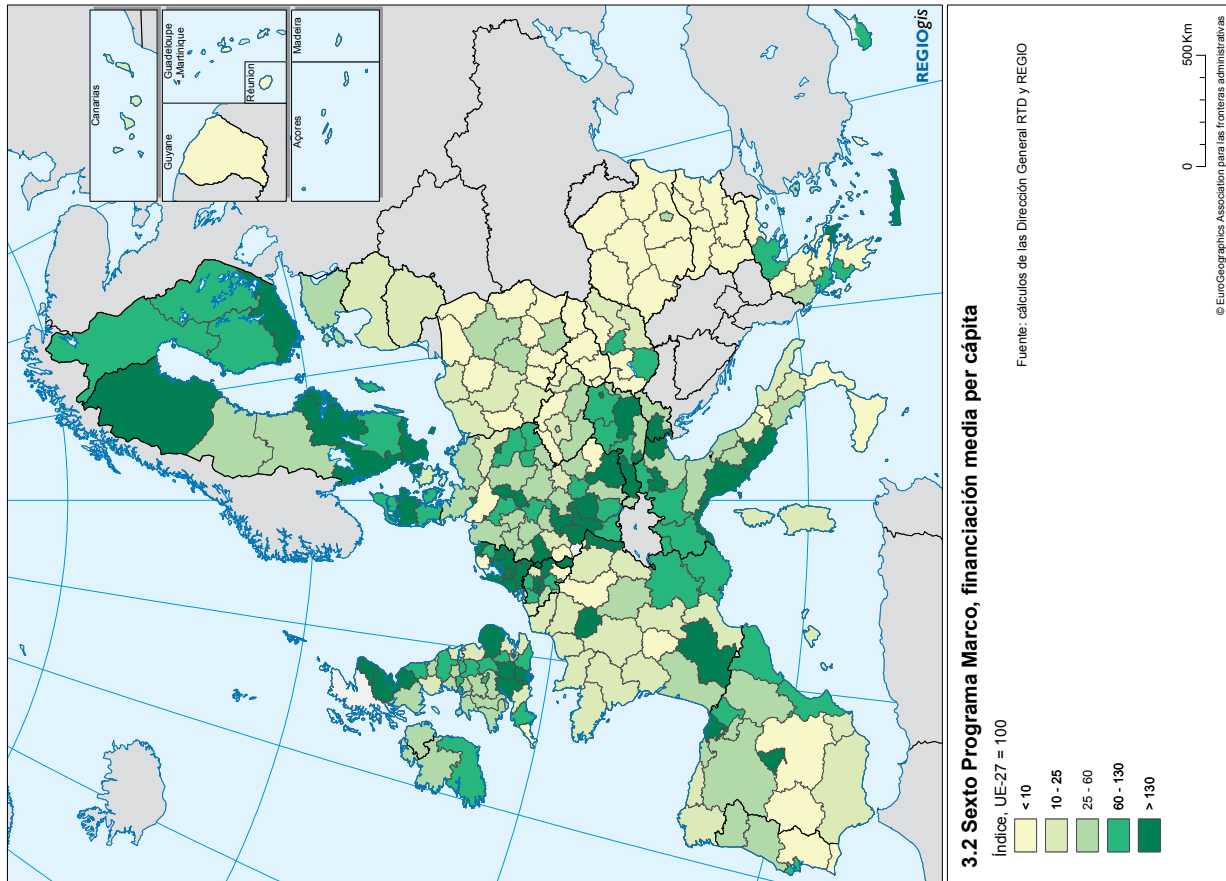 Canarias
Guyane
Guadeloupe
Martinique
Réunion
Açores
Madeira
REGIOgis
3.2 Sexto Programa Marco, financiación media per cápita
Índice, UE-27 = 100
< 10
10 - 25
25 - 60
60 - 130
> 130
Fuente: cálculos de las Dirección General RTD y REGIO
0
500 Km
© EuroGeographics Association para las fronteras administrativas